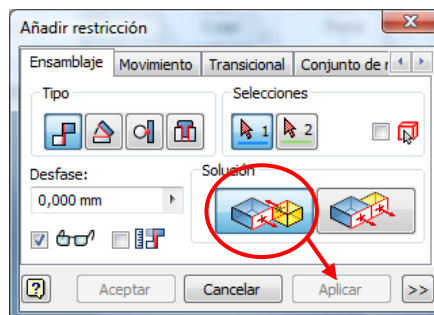 Añadir restricción
Ensamblaje Movimiento Transicional Conjunto de r
Tipo Selecciones
1 2
Desfase: Solución
0,000 mm
Aceptar Cancelar Aplicar >>